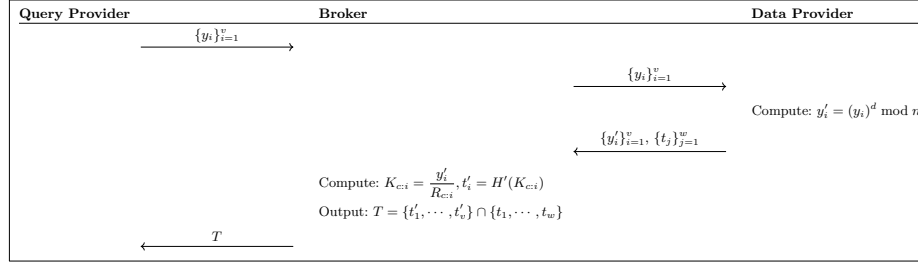 Query Provider Broker Data Provider
{y_i}_{i=1}^v
{y_i}_{i=1}^v
Compute: y'_i = (y_i)^d mod n
{y'_i}_{i=1}^v, {t_j}_{j=1}^w
Compute: K_{c:i} = \frac{y'_i}{R_{c:i}}, t'_i = H'(K_{c:i})
Output: T = {t'_1, ⋯ , t'_v} ∩ {t_1, ⋯ , t_w}
T